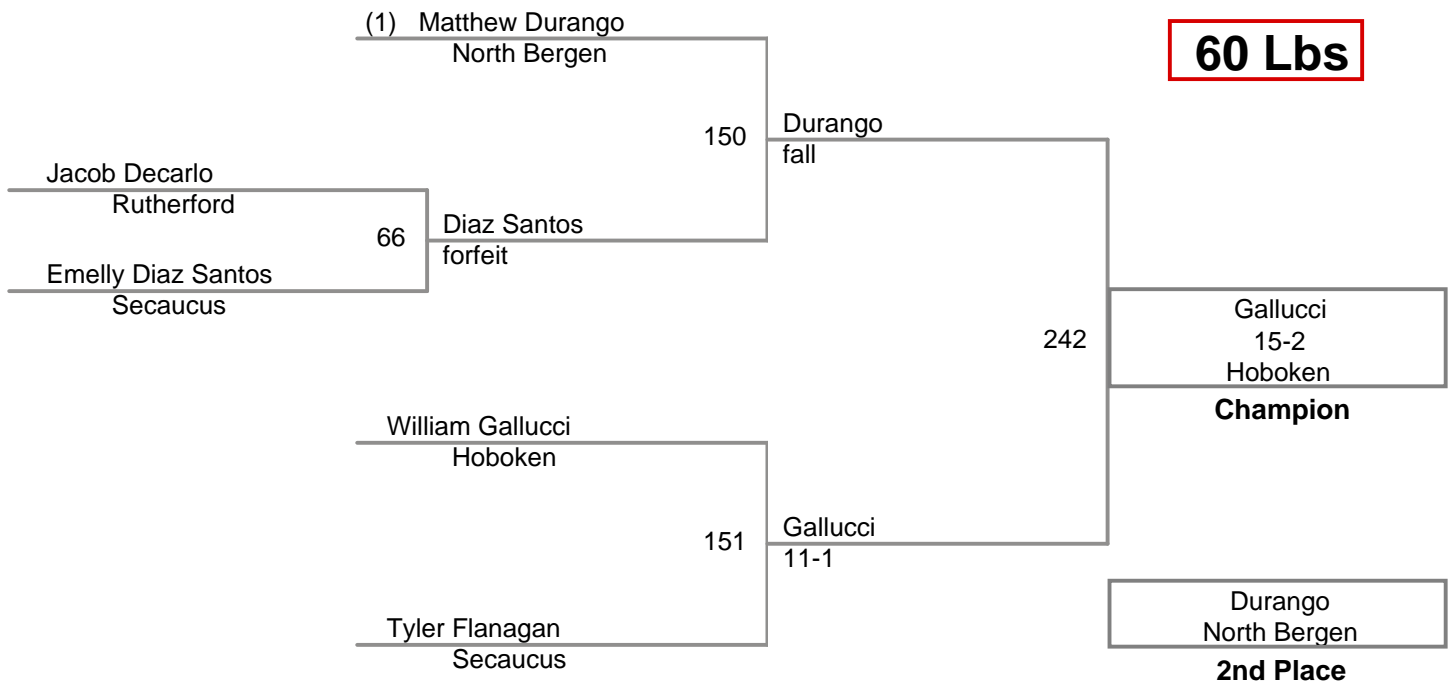 (1) Matthew Durango
North Bergen
60 Lbs
150
Durango
fall
Jacob Decarlo
Rutherford
66
Diaz Santos
forfeit
Emelly Diaz Santos
Secaucus
242
Gallucci
15-2
Hoboken
Champion
William Gallucci
Hoboken
151
Gallucci
11-1
Tyler Flanagan
Secaucus
Durango
North Bergen
2nd Place